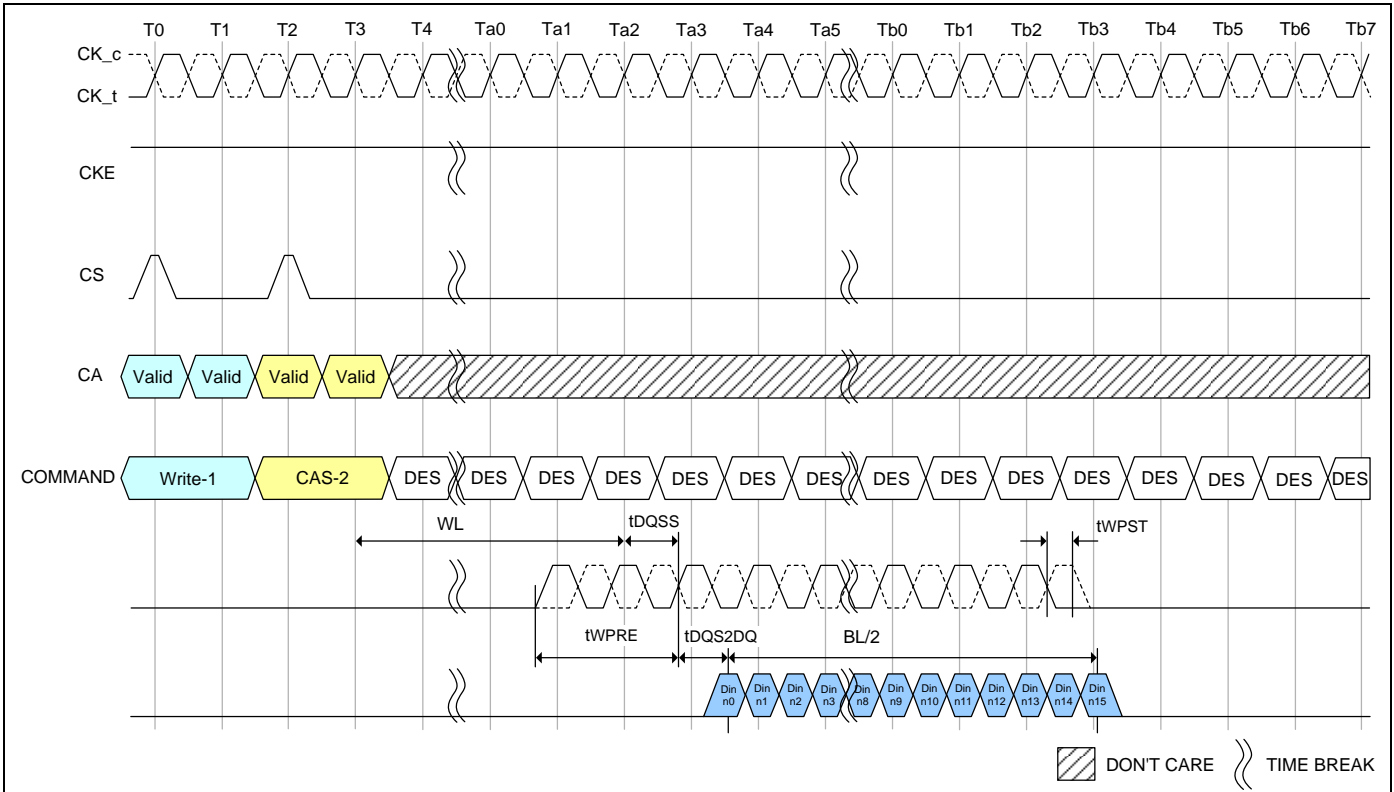 T0 T1 T2 T3 T4 Ta0 Ta1 Ta2 Ta3 Ta4 Ta5 Tb0 Tb1 Tb2 Tb3 Tb4 Tb5 Tb6 Tb7
CK_c
CK_t
CKE
CS
CA Valid Valid Valid Valid
COMMAND Write-1 CAS-2 DES DES DES DES DES DES DES DES DES DES DES DES DES DES DES
WL tDQSS tWPST
tWPRE tDQS2DQ BL/2
Din Din Din Din Din Din Din Din Din Din Din Din
n0 n1 n2 n3 n8 n9 n10 n11 n12 n13 n14 n15
DON'T CARE TIME BREAK